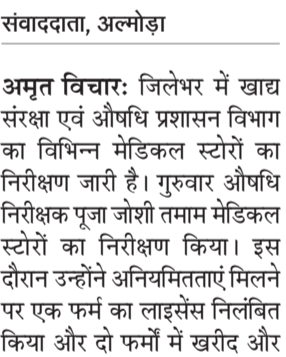 संवाददाता, अल्मोड़ा
अमृत विचारः जिलेभर में खाद्य
संरक्षा एवं औषधि प्रशासन विभाग
का विभिन्न मेडिकल स्टोरों का
निरीक्षण जारी है। गुरुवार औषधि
निरीक्षक पूजा जोशी तमाम मेडिकल
स्टोरों का निरीक्षण किया। इस
दौरान उन्होंने अनियमितताएं मिलने
पर एक फर्म का लाइसेंस निलंबित
किया और दो फर्मों में खरीद और